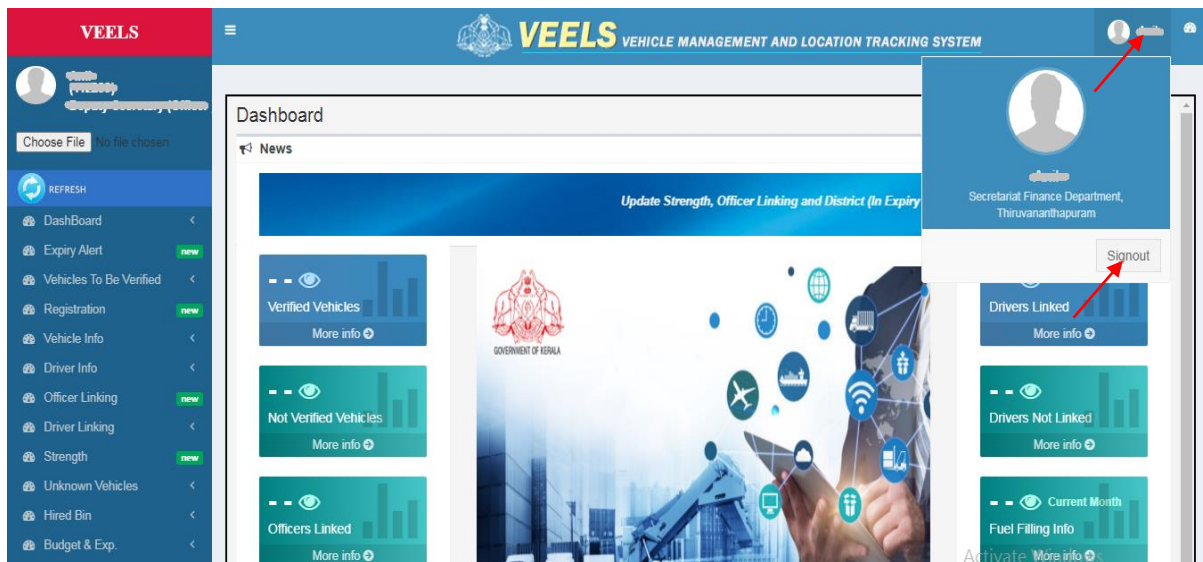 VEELS
VEELS VEHICLE MANAGEMENT AND LOCATION TRACKING SYSTEM
Choose File No file chosen
REFRESH
DashBoard
Expiry Alert new
Vehicles To Be Verified
Registration new
Vehicle Info
Driver Info
Officer Linking new
Driver Linking
Strength new
Unknown Vehicles
Hired Bin
Budget & Exp.
Dashboard
News
Update Strength, Officer Linking and District (In Expiry
Secretariat Finance Department,
Thiruvananthapuram
Signout
- -
Verified Vehicles
More info
- -
Not Verified Vehicles
More info
- -
Officers Linked
More info
GOVERNMENT OF KERALA
Drivers Linked
More info
- -
Drivers Not Linked
More info
- - Current Month
Fuel Filling Info
More info
Activate Windows